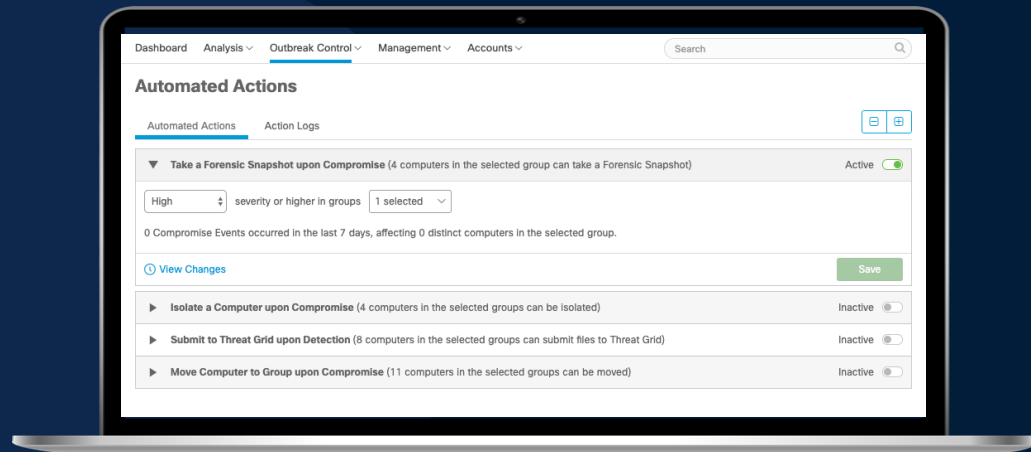 Dashboard Analysis Outbreak Control Management Accounts Search
Automated Actions
Automated Actions Action Logs
Take a Forensic Snapshot upon Compromise (4 computers in the selected group can take a Forensic Snapshot) Active
High severity or higher in groups 1 selected
0 Compromise Events occurred in the last 7 days, affecting 0 distinct computers in the selected group.
View Changes Save
Isolate a Computer upon Compromise (4 computers in the selected groups can be isolated) Inactive
Submit to Threat Grid upon Detection (8 computers in the selected groups can submit files to Threat Grid) Inactive
Move Computer to Group upon Compromise (11 computers in the selected groups can be moved) Inactive